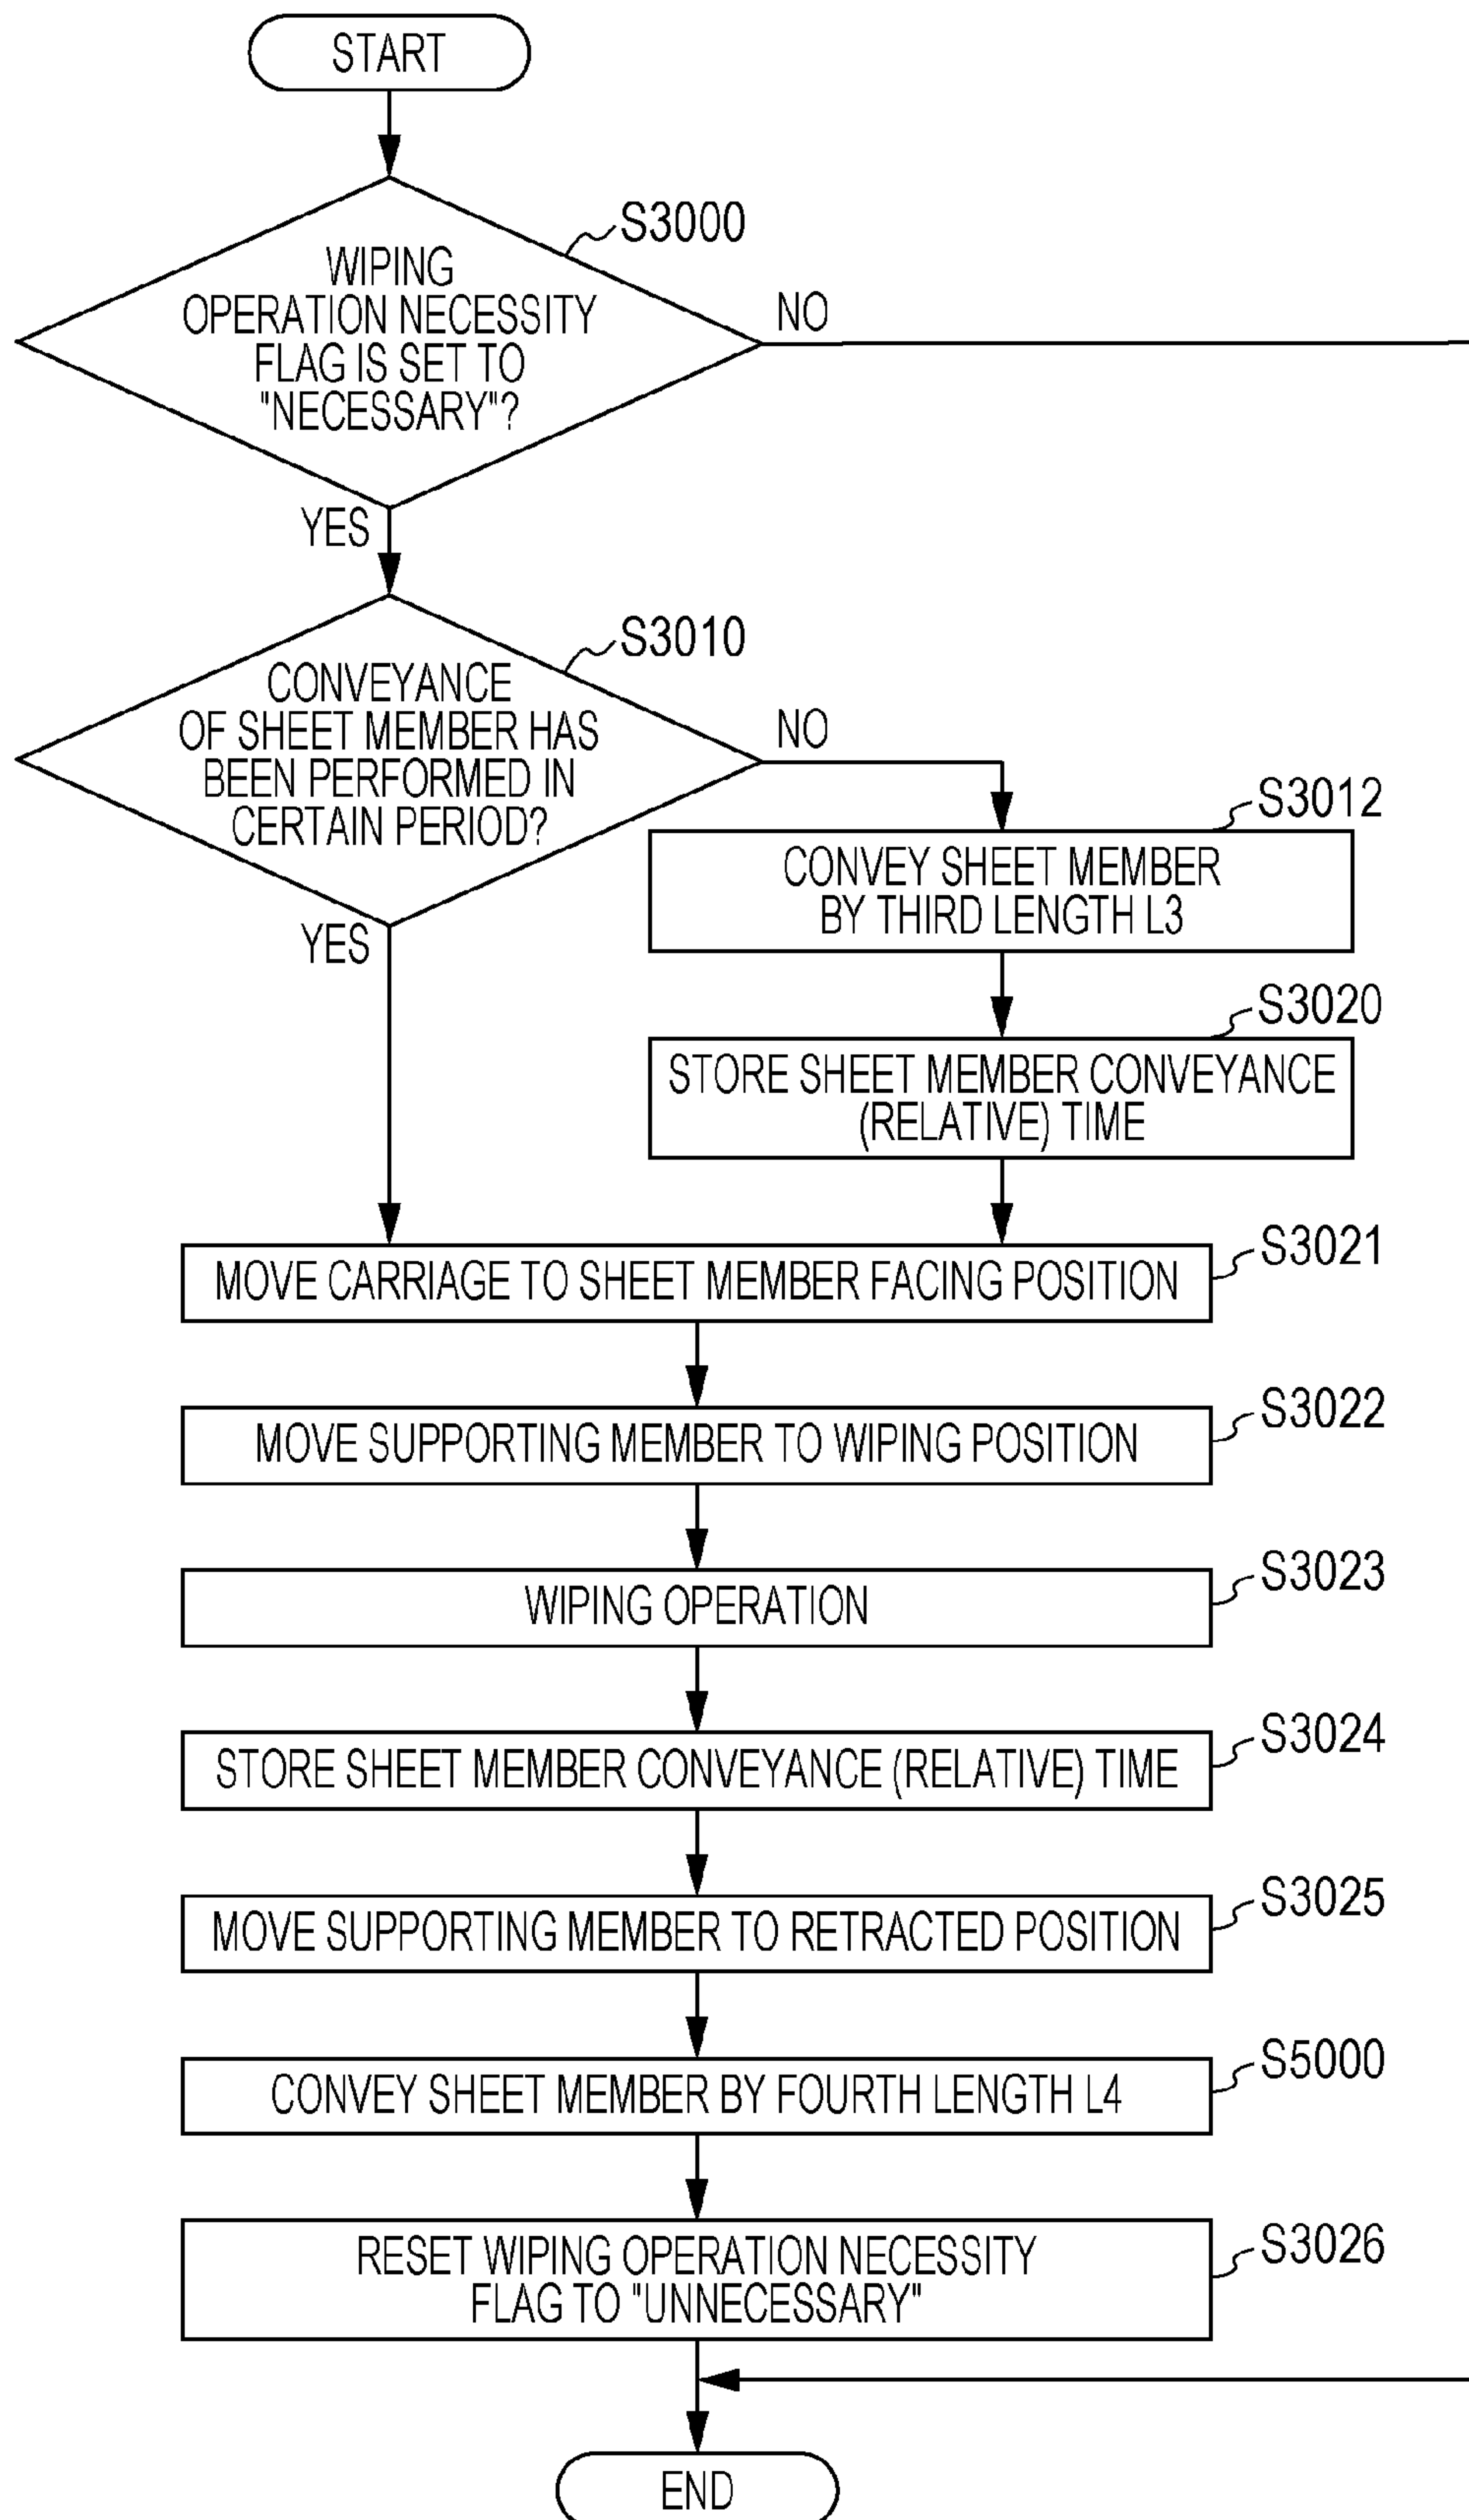 START
S3000
WIPING
OPERATION NECESSITY
FLAG IS SET TO
"NECESSARY"?
NO
YES
S3010
CONVEYANCE
OF SHEET MEMBER HAS
BEEN PERFORMED IN
CERTAIN PERIOD?
NO
YES
S3012
CONVEY SHEET MEMBER
BY THIRD LENGTH L3
S3020
STORE SHEET MEMBER CONVEYANCE
(RELATIVE) TIME
S3021
MOVE CARRIAGE TO SHEET MEMBER FACING POSITION
S3022
MOVE SUPPORTING MEMBER TO WIPING POSITION
S3023
WIPING OPERATION
S3024
STORE SHEET MEMBER CONVEYANCE (RELATIVE) TIME
S3025
MOVE SUPPORTING MEMBER TO RETRACTED POSITION
S5000
CONVEY SHEET MEMBER BY FOURTH LENGTH L4
S3026
RESET WIPING OPERATION NECESSITY
FLAG TO "UNNECESSARY"
END